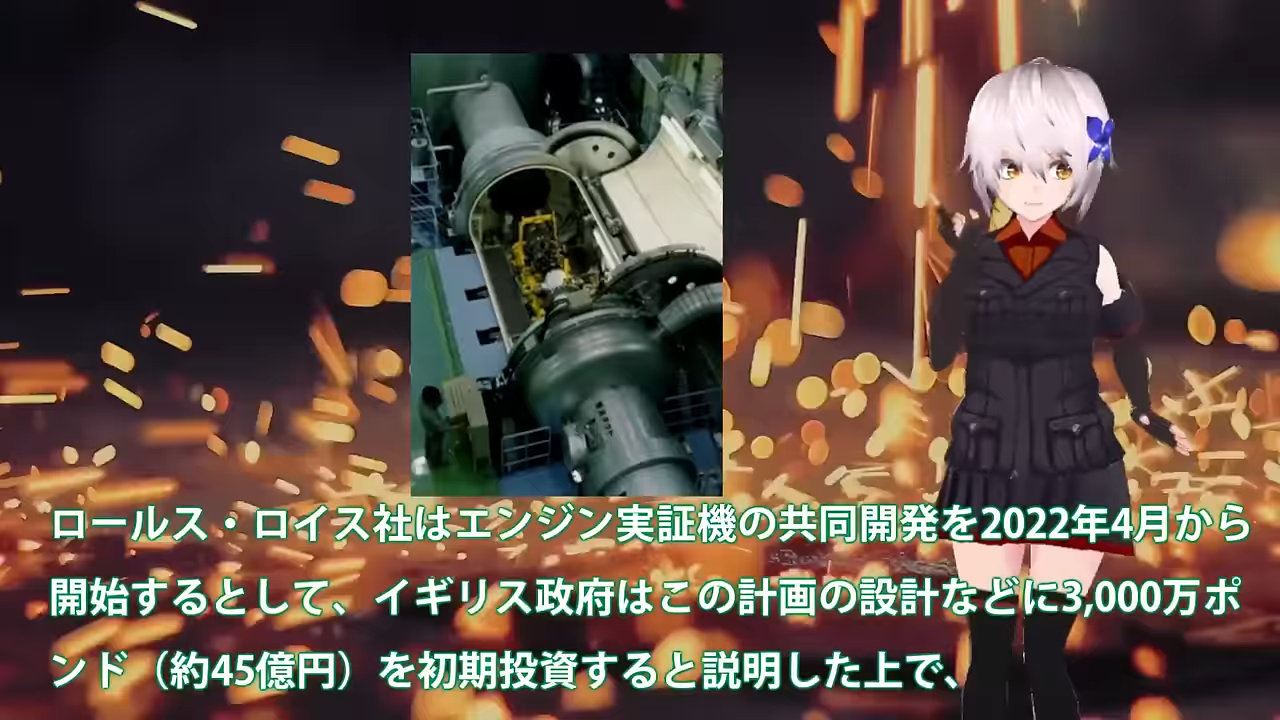 ロールス・ロイス社はエンジン実証機の共同開発を2022年4月から
開始するとして、イギリス政府はこの計画の設計などに3,000万ポ
ンド（約45億円）を初期投資すると説明した上で、